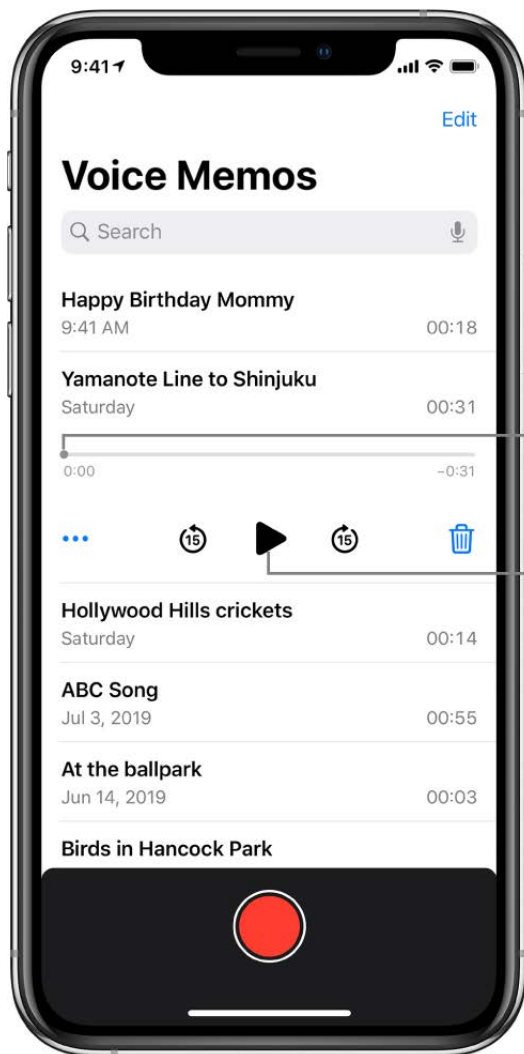 9:41
Edit
Voice Memos
Search
Happy Birthday Mommy
9:41 AM 00:18
Yamanote Line to Shinjuku
Saturday 00:31
0:00 -0:31
15 15
Hollywood Hills crickets
Saturday 00:14
ABC Song
Jul 3, 2019 00:55
At the ballpark
Jun 14, 2019 00:03
Birds in Hancock Park